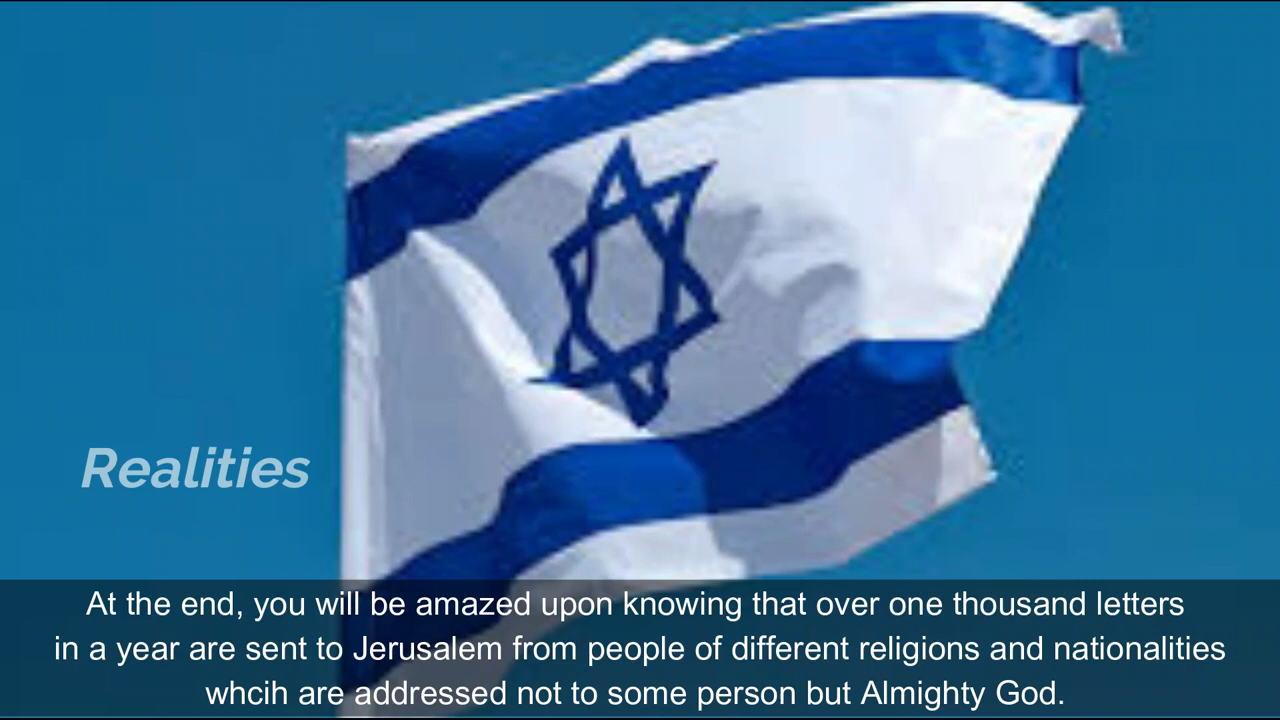 Realities
At the end, you will be amazed upon knowing that over one thousand letters
in a year are sent to Jerusalem from people of different religions and nationalities
whcih are addressed not to some person but Almighty God.